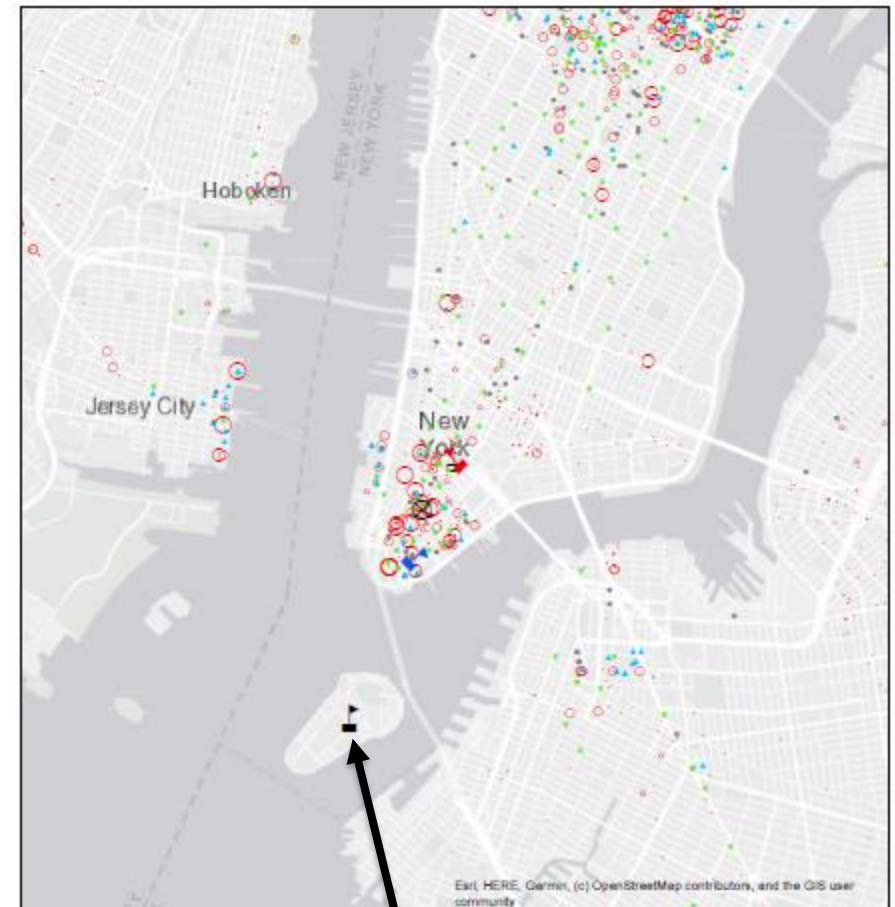 NEW JERSEY
NEW YORK
Hoboken
Jersey City
New
York
Esri, HERE, Garmin, (c) OpenStreetMap contributors, and the GIS user
community